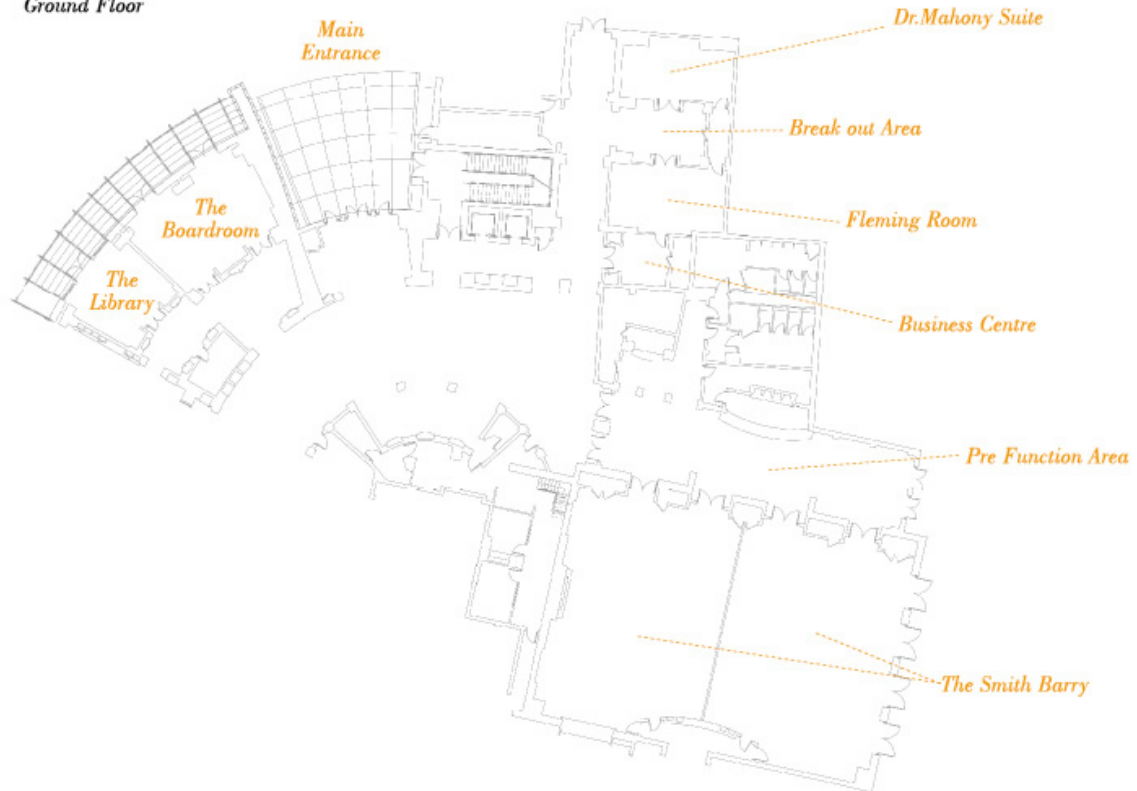 Ground Floor
Main
Entrance
Dr.Mahony Suite
Break out Area
The
Boardroom
Fleming Room
The
Library
Business Centre
Pre Function Area
The Smith Barry